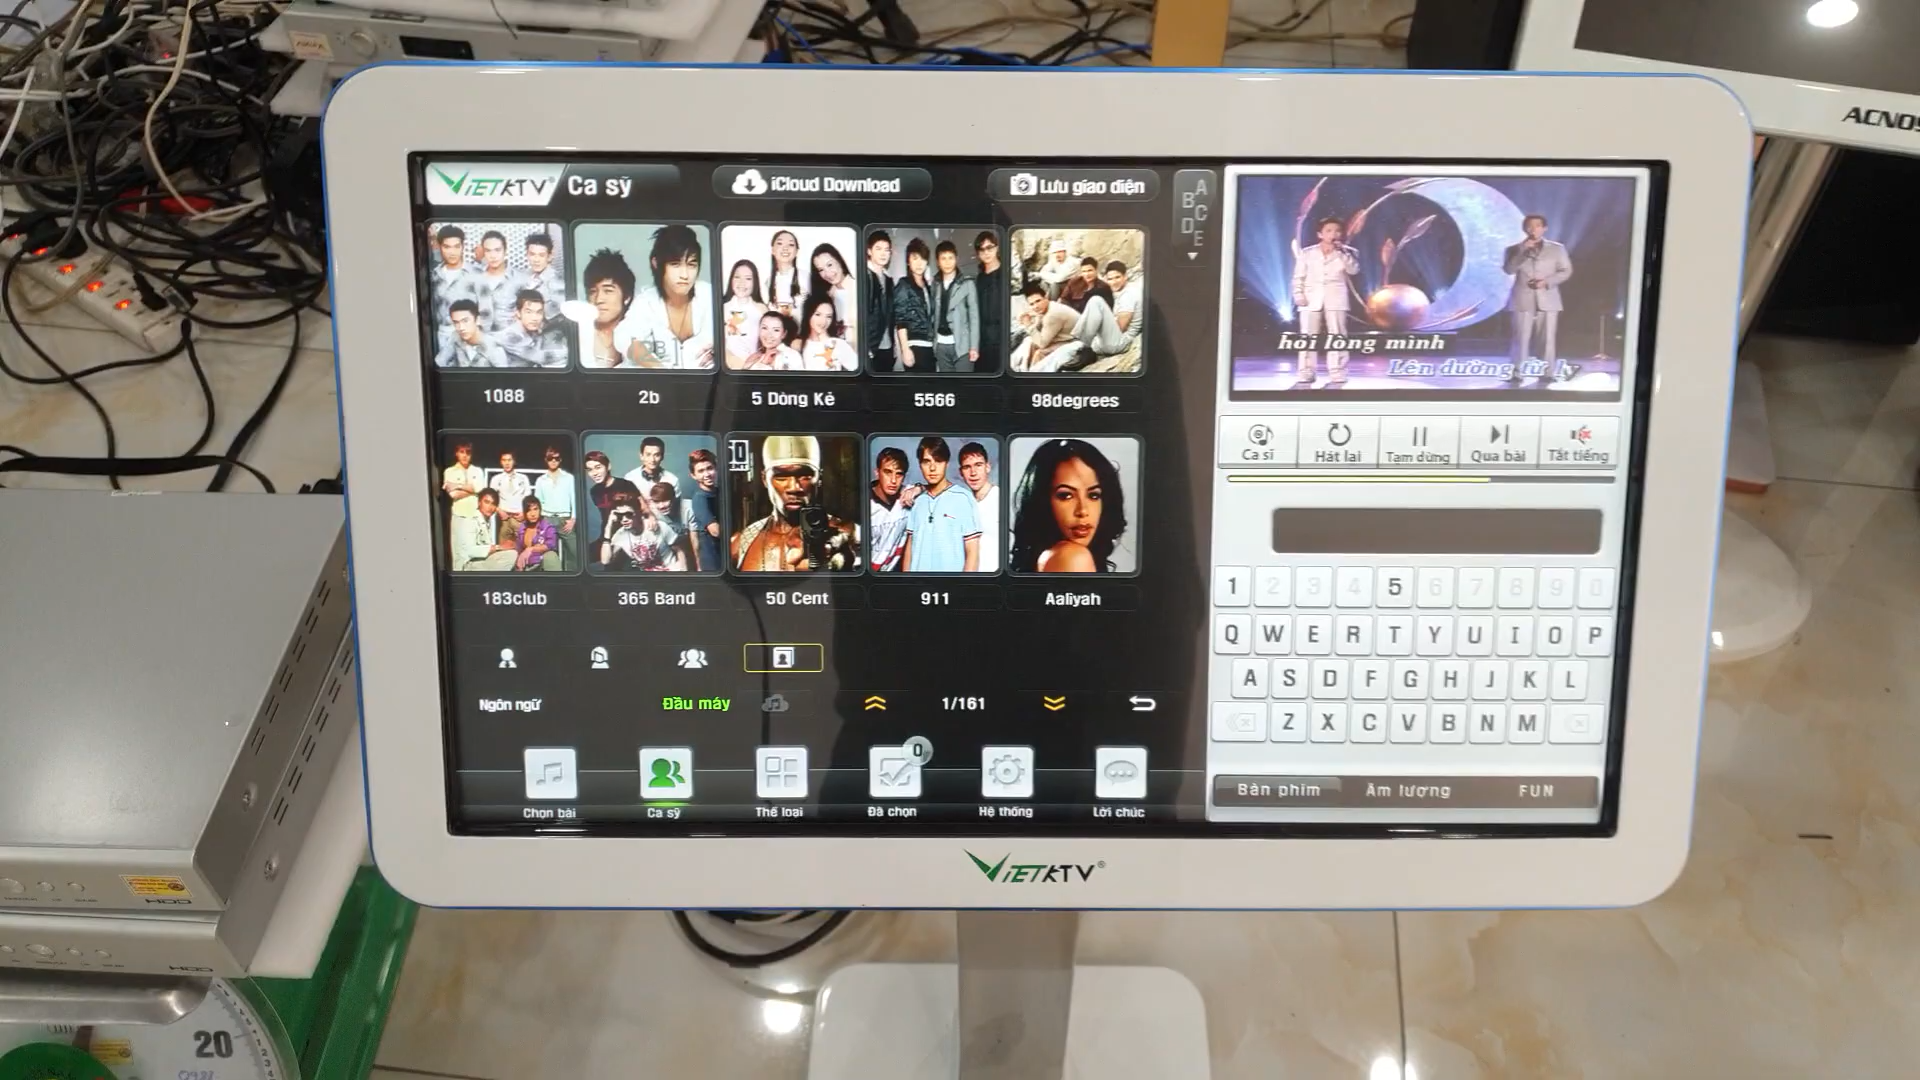 ACNOS
VIETKTV®
Ca sỹ
iCloud Download
Lưu giao diện
A
B
C
D
E
1088
2b
5 Dòng Kẻ
5566
98degrees
183club
365 Band
50 Cent
911
Aaliyah
Ngôn ngữ
Đầu máy
1/161
0
Chọn bài
Ca sỹ
Thể loại
Đã chọn
Hệ thống
Lời chúc
hỏi lòng mình
Lên đường từ ly
Ca sĩ
Hát lại
Tạm dừng
Qua bài
Tắt tiếng
1 2 3 4 5 6 7 8 9 0
Q W E R T Y U I O P
A S D F G H J K L
Z X C V B N M
Bàn phím
Âm lượng
FUN
VIETKTV®
HDD
HDD
20